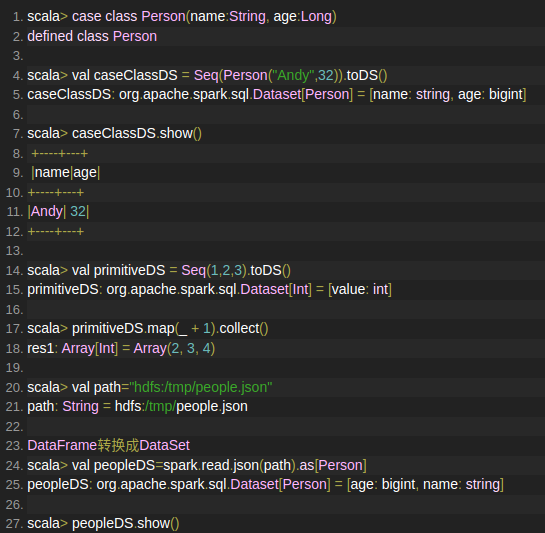 1. scala> case class Person(name:String, age:Long)
2. defined class Person
3.
4. scala> val caseClassDS = Seq(Person("Andy",32)).toDS()
5. caseClassDS: org.apache.spark.sql.Dataset[Person] = [name: string, age: bigint]
6.
7. scala> caseClassDS.show()
8. +----+---+
9. |name|age|
10. +----+---+
11. |Andy| 32|
12. +----+---+
13.
14. scala> val primitiveDS = Seq(1,2,3).toDS()
15. primitiveDS: org.apache.spark.sql.Dataset[Int] = [value: int]
16.
17. scala> primitiveDS.map(_ + 1).collect()
18. res1: Array[Int] = Array(2, 3, 4)
19.
20. scala> val path="hdfs:/tmp/people.json"
21. path: String = hdfs:/tmp/people.json
22.
23. DataFrame转换成DataSet
24. scala> val peopleDS=spark.read.json(path).as[Person]
25. peopleDS: org.apache.spark.sql.Dataset[Person] = [age: bigint, name: string]
26.
27. scala> peopleDS.show()